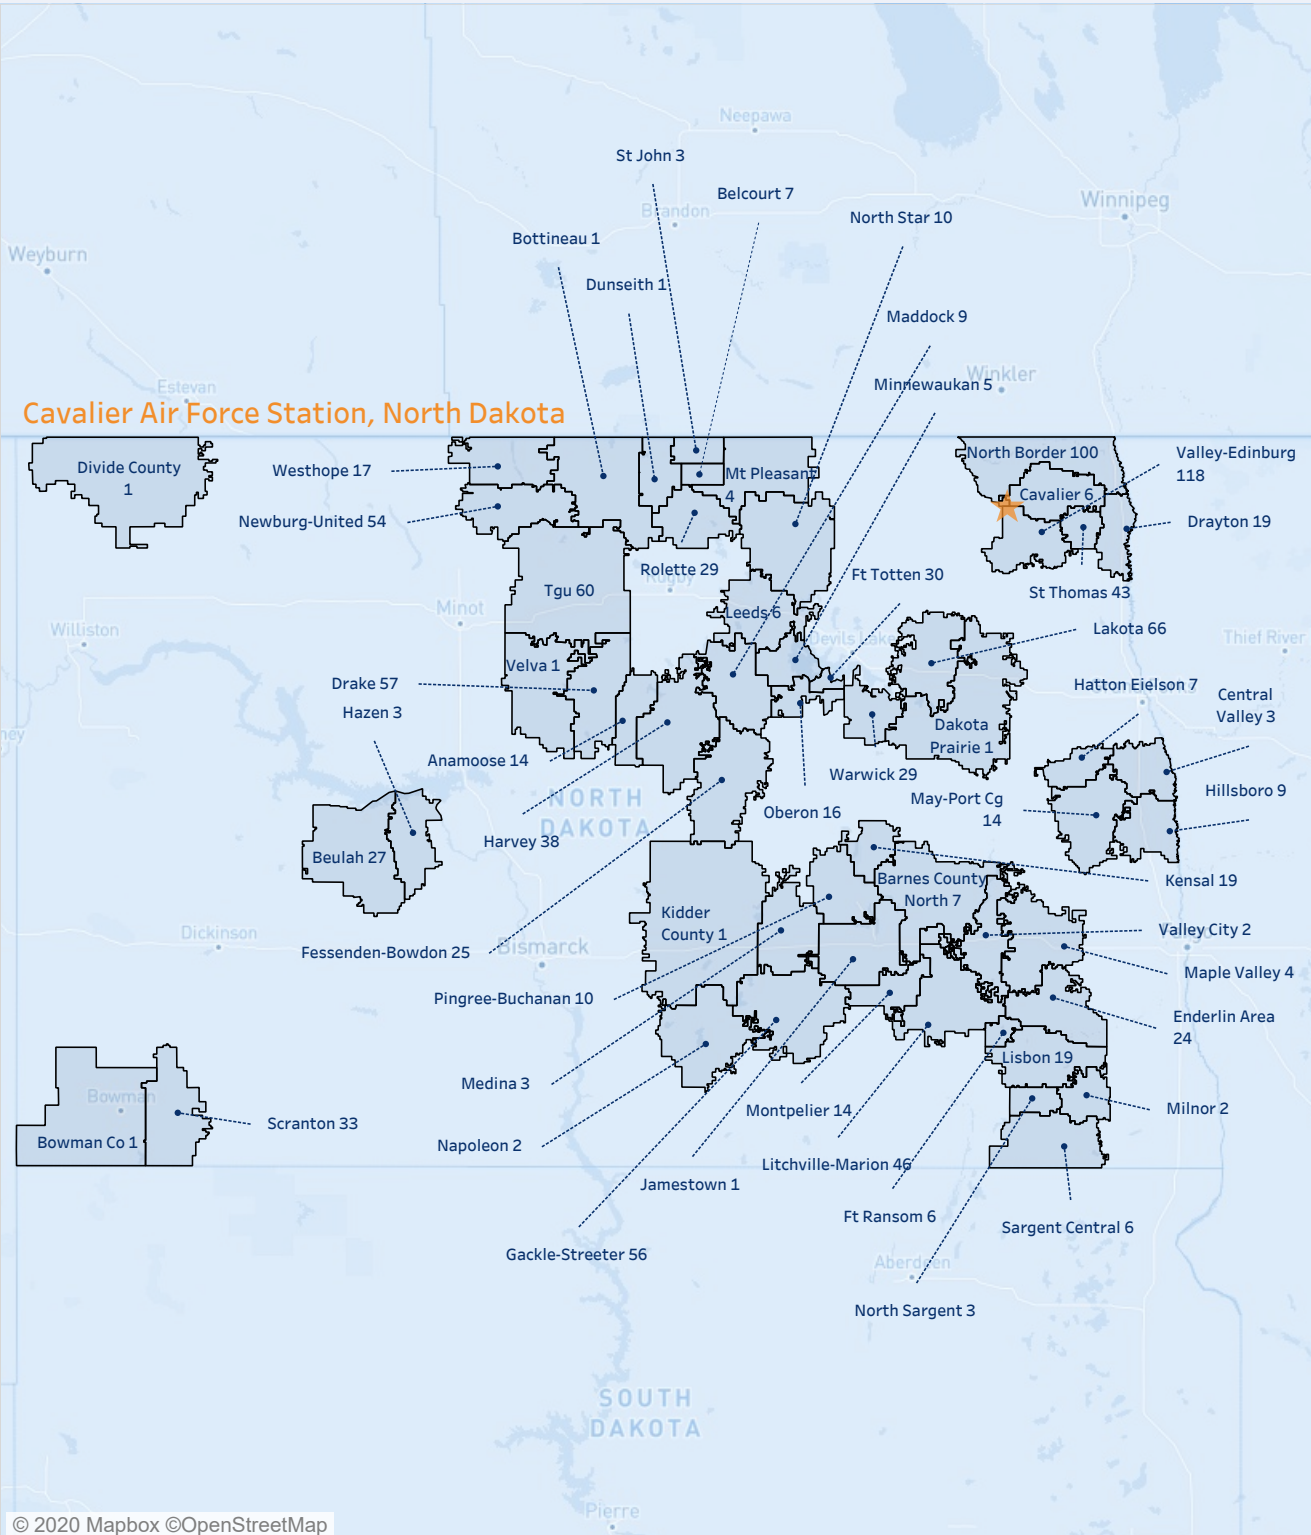 Neepawa
St John 3
Belcourt 7
Winnipeg
Brandon
North Star 10
Bottineau 1
Weyburn
Dunseith 1
Maddock 9
Winkler
Minnewaukan 5
Estevan
Cavalier Air Force Station, North Dakota
North Border 100
Valley-Edinburg
118
Divide County
1
Westhope 17
Mt Pleasant
4
Cavalier 6
Newburg-United 54
Drayton 19
Rolette 29
Rugby
Ft Totten 30
Tgu 60
St Thomas 43
Minot
Leeds 6
Williston
Devils Lake
Lakota 66
Thief River
Velva 1
Drake 57
Hatton Eielson 7
Central
Valley 3
Hazen 3
Dakota
Prairie 1
ney
Anamoose 14
Warwick 29
Hillsboro 9
May-Port Cg
14
NORTH
DAKOTA
Oberon 16
Harvey 38
Beulah 27
Barnes County
North 7
Kensal 19
Kidder
County 1
Valley City 2
Dickinson
Bismarck
Fessenden-Bowdon 25
Maple Valley 4
Pingree-Buchanan 10
Enderlin Area
24
Lisbon 19
Medina 3
Bowman
Montpelier 14
Milnor 2
Scranton 33
Bowman Co 1
Napoleon 2
Litchville-Marion 46
Jamestown 1
Ft Ransom 6
Sargent Central 6
Gackle-Streeter 56
Aberdeen
North Sargent 3
SOUTH
DAKOTA
Pierre
© 2020 Mapbox ©OpenStreetMap